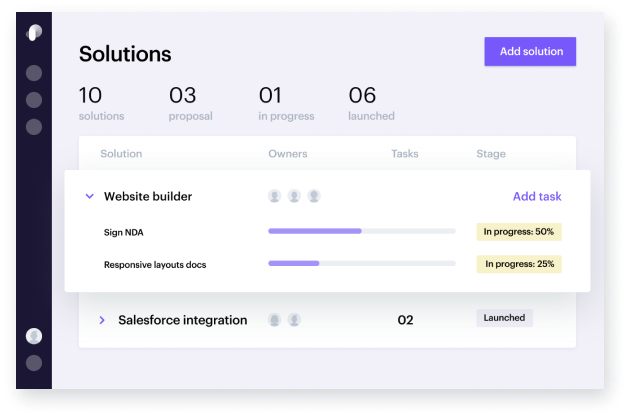 Solutions
Add solution
10 03 01 06
solutions proposal in progress launched
Solution Owners Tasks Stage
Website builder Add task
Sign NDA In progress: 50%
Responsive layouts docs In progress: 25%
Salesforce integration 02 Launched